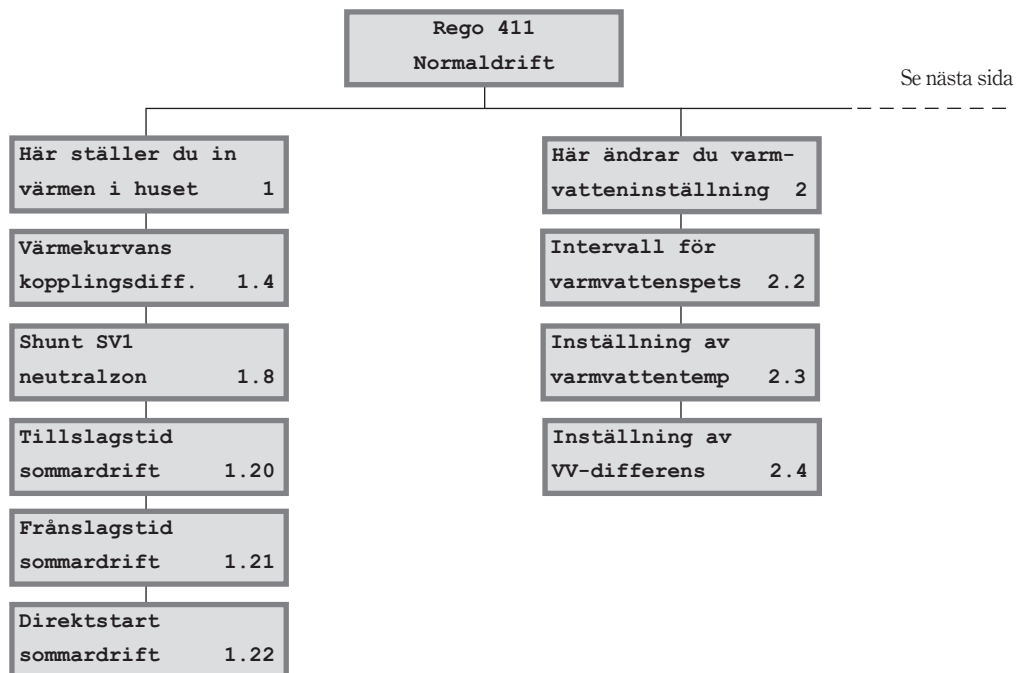 Rego 411
Normaldrift
Se nästa sida
Här ställer du in
värmen i huset 1
Värmekurvans
kopplingsdiff. 1.4
Shunt SV1
neutralzon 1.8
Tillslagstid
sommardrift 1.20
Frånslagstid
sommardrift 1.21
Direktstart
sommardrift 1.22
Här ändrar du varm-
vatteninställning 2
Intervall för
varmvattenspets 2.2
Inställning av
varmvattentemp 2.3
Inställning av
VV-differens 2.4